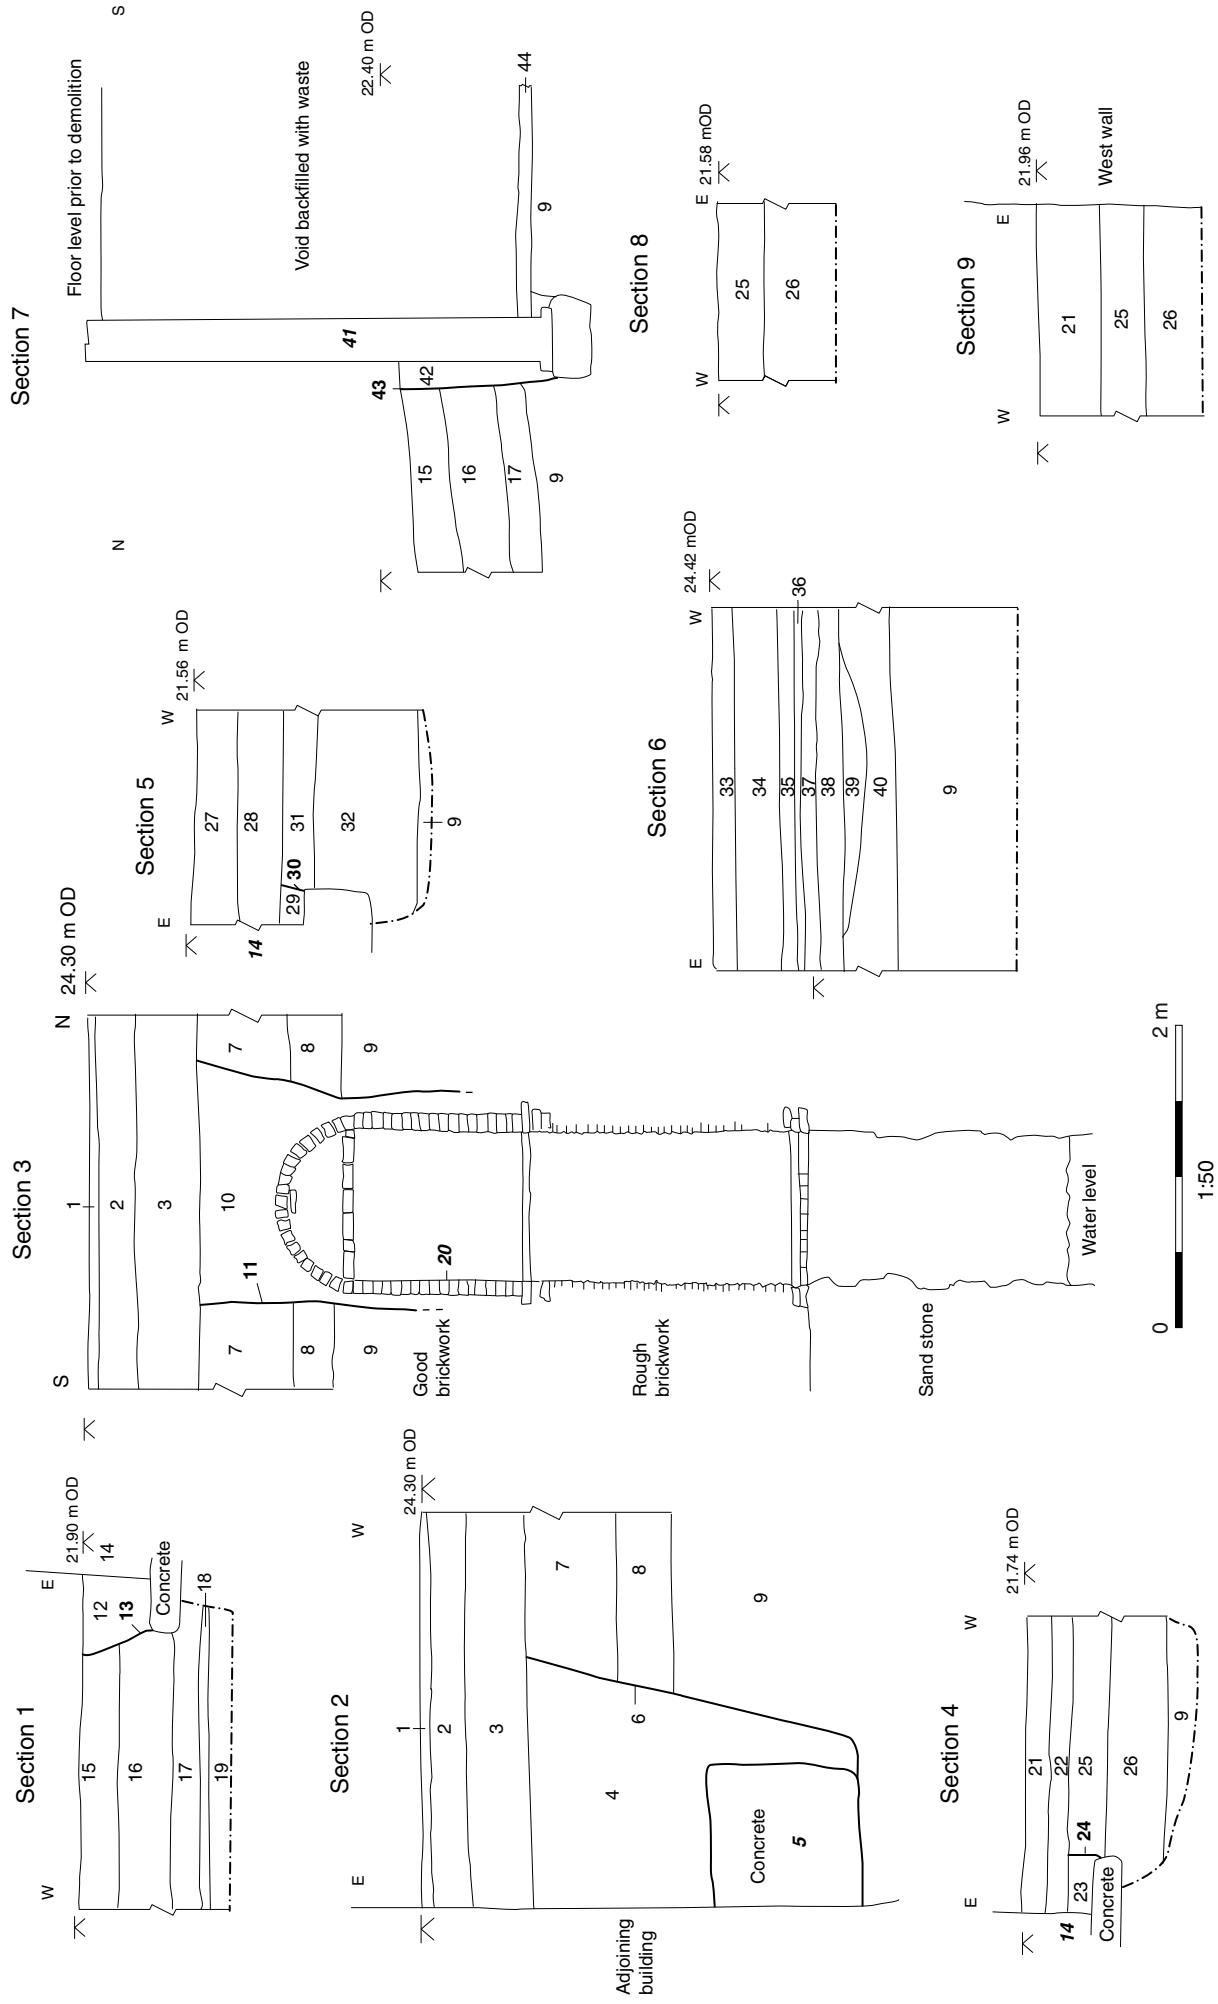 Section 1
W
E
21.90 m OD
14
12
13
Concrete
15
16
17
18
19
Section 2
E
W
24.30 m OD
1
2
3
4
Concrete
5
6
7
8
9
Adjoining
building
Section 3
S
N
24.30 m OD
1
2
3
7
8
9
10
11
7
8
9
20
Good
brickwork
Rough
brickwork
Sand stone
Water level
Section 4
E
W
21.74 m OD
14
21
22
23
24
25
26
9
Concrete
Section 5
E
W
21.56 m OD
14
27
28
29
30
31
32
9
Section 6
E
W
24.42 mOD
33
34
35
36
37
38
39
40
9
Section 7
N
S
Floor level prior to demolition
Void backfilled with waste
22.40 m OD
41
42
43
44
15
16
17
9
9
Section 8
W
E
21.58 mOD
25
26
Section 9
W
E
21.96 m OD
West wall
21
25
26
0
2 m
1:50